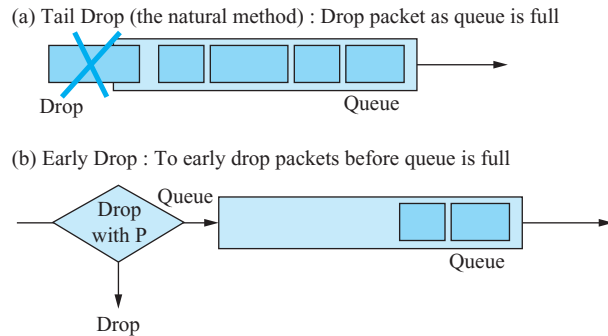 (a) Tail Drop (the natural method) : Drop packet as queue is full
Drop
Queue
(b) Early Drop : To early drop packets before queue is full
Queue
Drop
with P
Queue
Drop